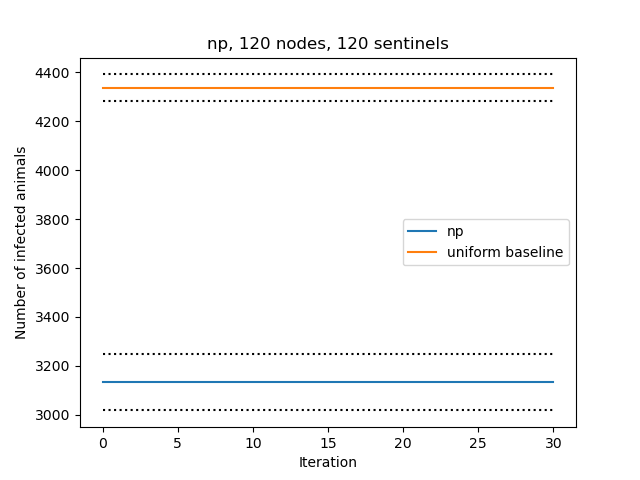 np, 120 nodes, 120 sentinels
4400
4200
4000
3800
3600
3400
3200
3000
Number of infected animals
np
uniform baseline
0 5 10 15 20 25 30
Iteration